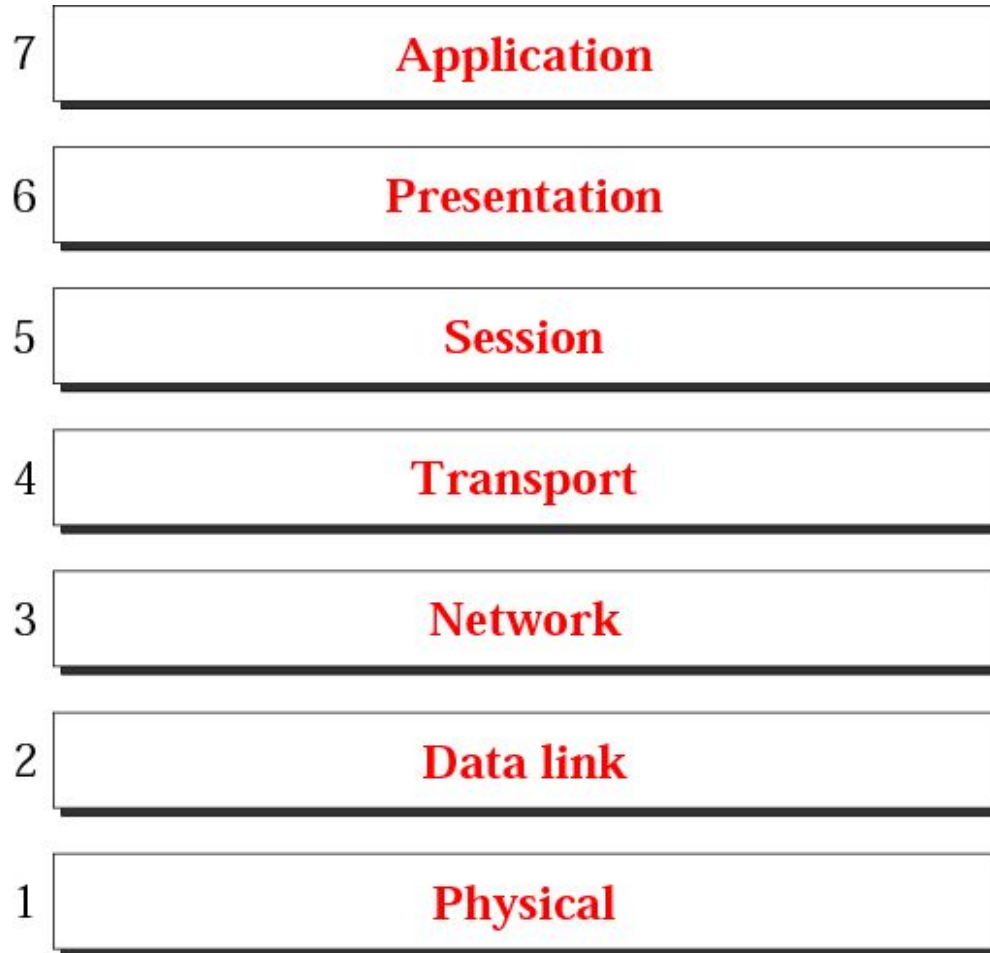 7 Application
6 Presentation
5 Session
4 Transport
3 Network
2 Data link
1 Physical